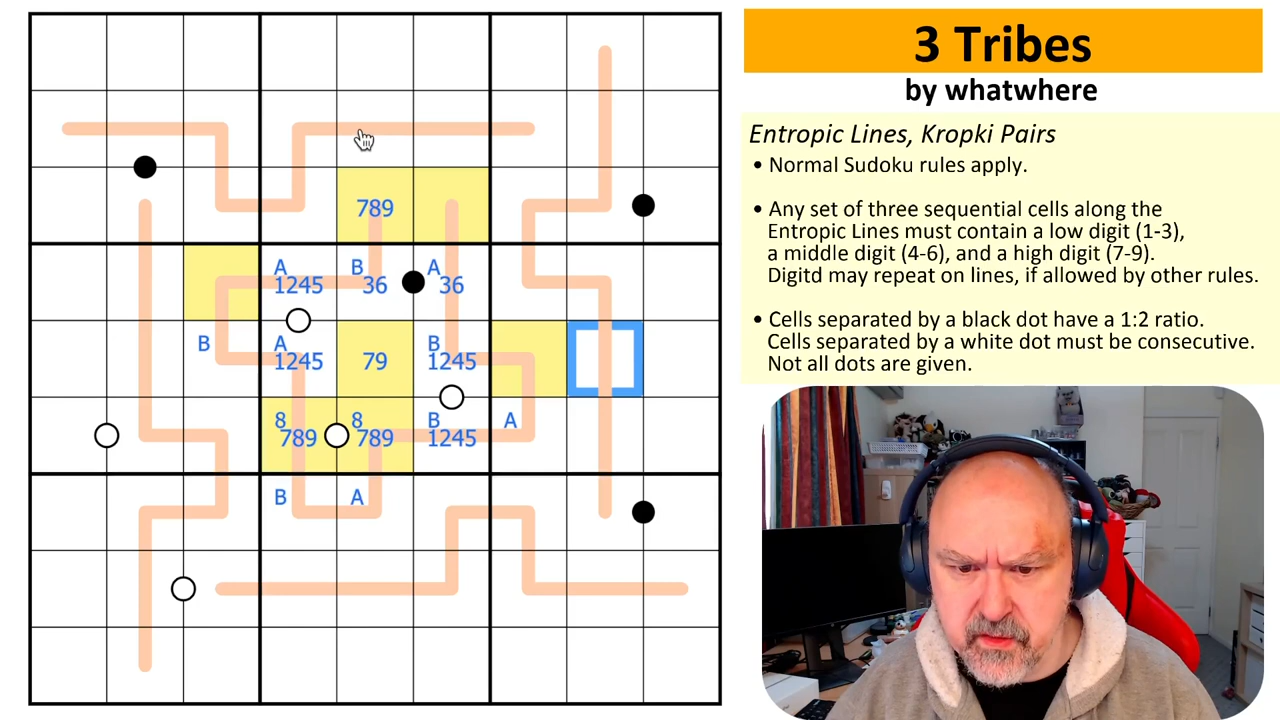 3 Tribes
by whatwhere
Entropic Lines, Kropki Pairs
• Normal Sudoku rules apply.
• Any set of three sequential cells along the
Entropic Lines must contain a low digit (1-3),
a middle digit (4-6), and a high digit (7-9).
Digitd may repeat on lines, if allowed by other rules.
• Cells separated by a black dot have a 1:2 ratio.
Cells separated by a white dot must be consecutive.
Not all dots are given.
789
A B A
1245 36 36
B A B
1245 79 1245
8 8 B A
789 789 1245
B A